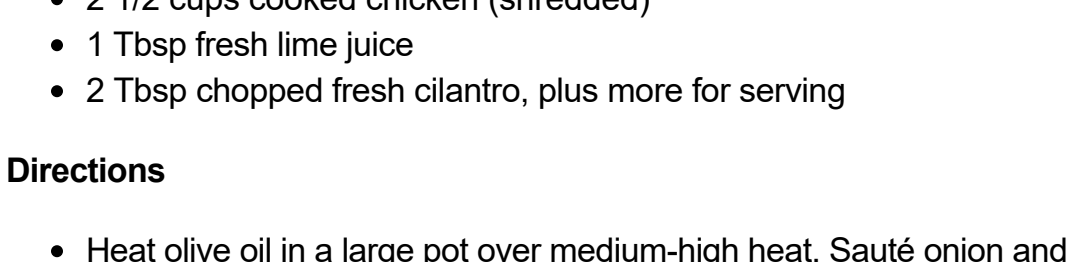 • 2 1/2 cups cooked chicken (shredded)
• 1 Tbsp fresh lime juice
• 2 Tbsp chopped fresh cilantro, plus more for serving
Directions
• Heat olive oil in a large pot over medium-high heat. Sauté onion and